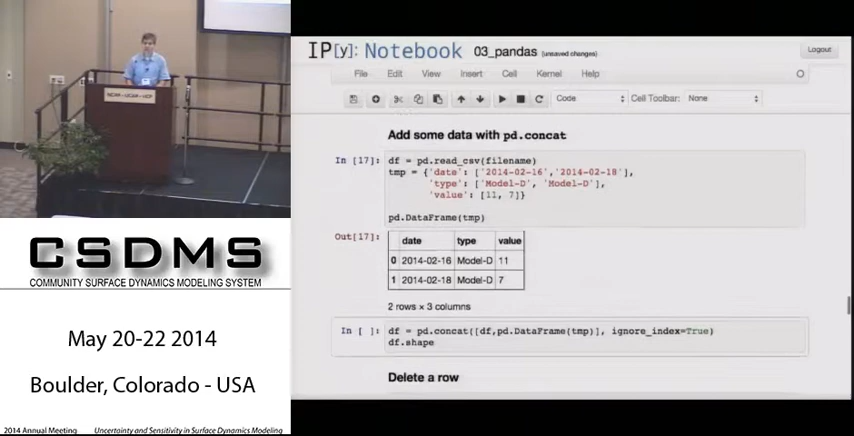 NCAR - UCAR - HCP
CSDMS
COMMUNITY SURFACE DYNAMICS MODELING SYSTEM
May 20-22 2014
Boulder, Colorado - USA
2014 Annual Meeting Uncertainty and Sensitivity in Surface Dynamics Modeling
IP[y]: Notebook 03_pandas (unsaved changes) Logout
File Edit View Insert Cell Kernel Help
Code Cell Toolbar: None
Add some data with pd.concat
In [17]: df = pd.read_csv(filename)
tmp = {'date': ['2014-02-16','2014-02-18'],
'type': ['Model-D', 'Model-D'],
'value': [11, 7]}
pd.DataFrame(tmp)
Out[17]:
date type value
0 2014-02-16 Model-D 11
1 2014-02-18 Model-D 7
2 rows × 3 columns
In [ ]: df = pd.concat([df,pd.DataFrame(tmp)], ignore_index=True)
df.shape
Delete a row